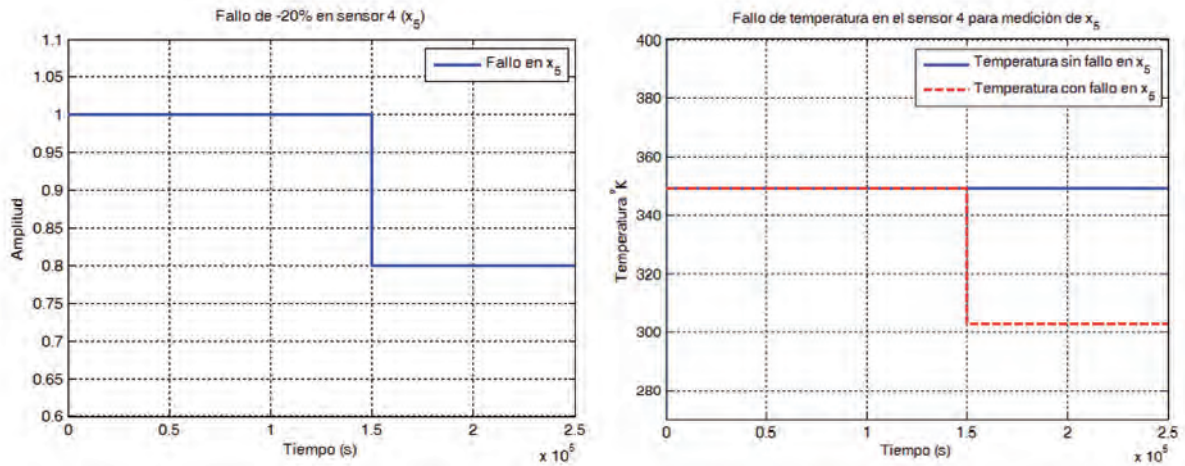 Fallo de -20% en sensor 4 (x5)
1.1
1.05
1
0.95
0.9
0.85
0.8
0.75
0.7
0.65
0.6
Amplitud
Fallo en x5
0 0.5 1 1.5 2 2.5
Tiempo (s)
x 10^5
Fallo de temperatura en el sensor 4 para medición de x5
400
380
360
340
320
300
280
Temperatura °K
Temperatura sin fallo en x5
Temperatura con fallo en x5
0 0.5 1 1.5 2 2.5
Tiempo (s)
x 10^5